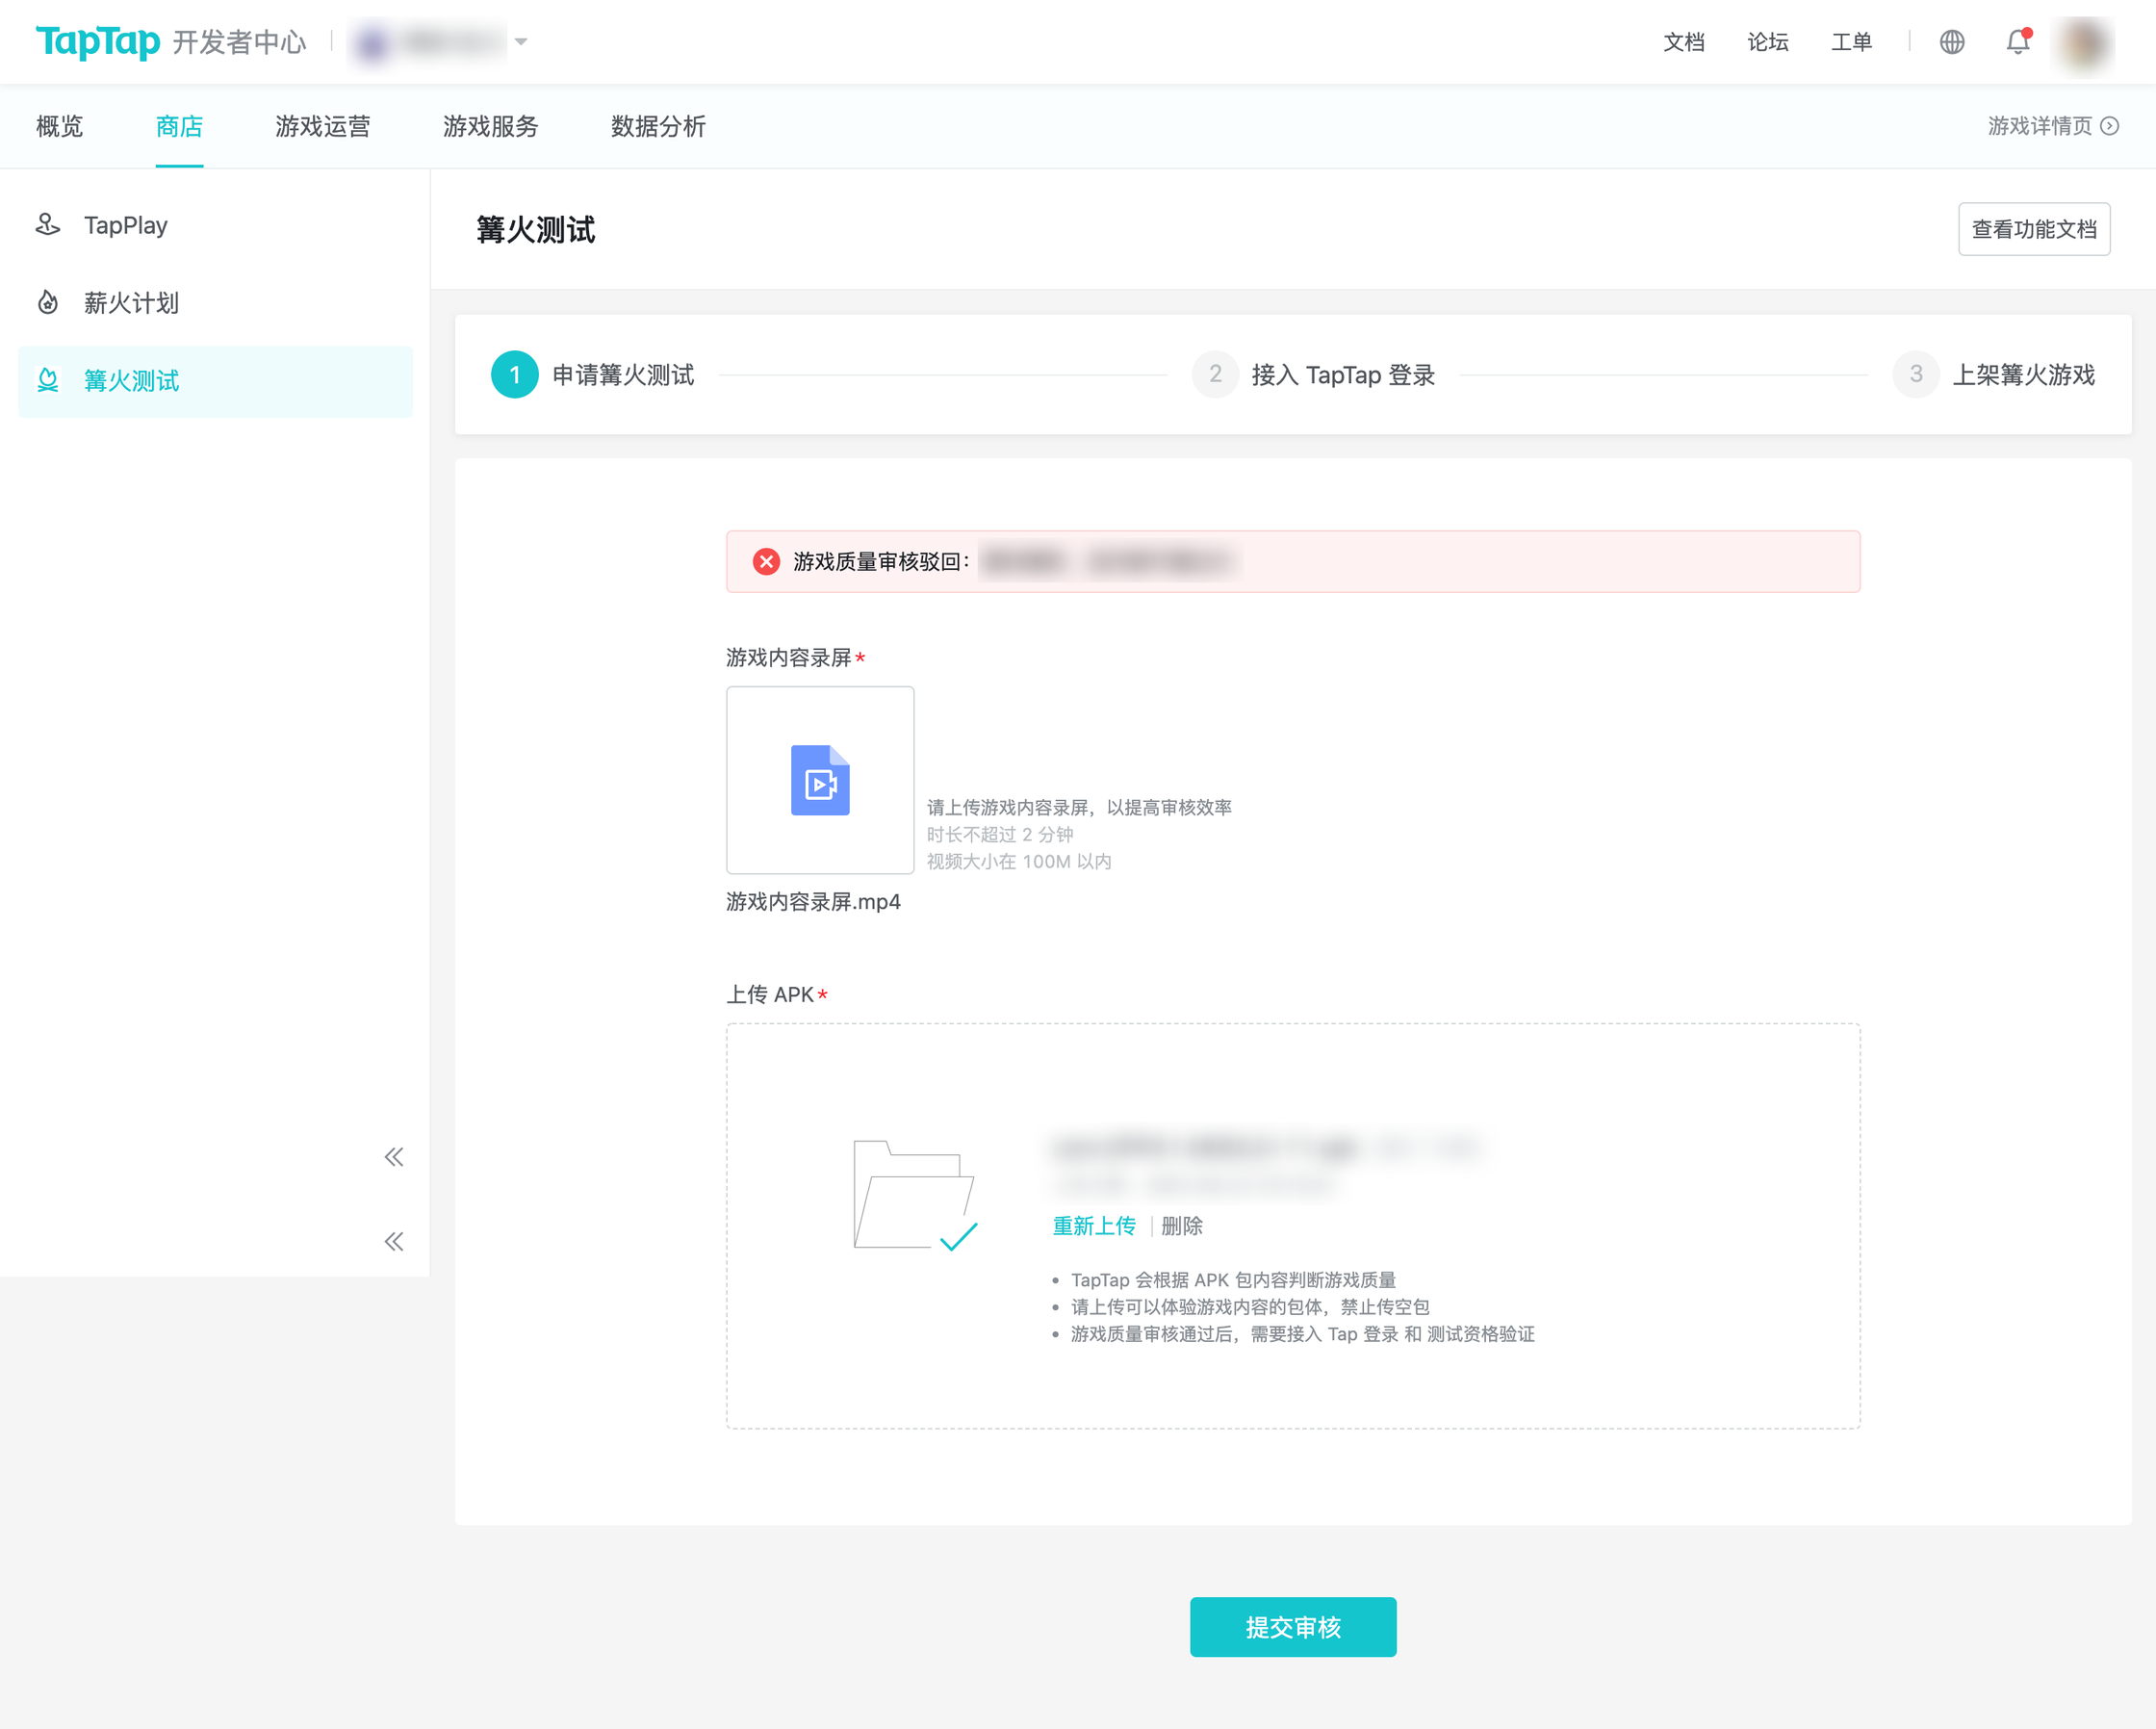 TapTap 开发者中心
文档 论坛 工单
概览 商店 游戏运营 游戏服务 数据分析 游戏详情页
TapPlay
薪火计划
篝火测试
篝火测试 查看功能文档
1 申请篝火测试 2 接入 TapTap 登录 3 上架篝火游戏
游戏质量审核驳回：
游戏内容录屏*
请上传游戏内容录屏，以提高审核效率
时长不超过 2 分钟
视频大小在 100M 以内
游戏内容录屏.mp4
上传 APK*
重新上传 删除
• TapTap 会根据 APK 包内容判断游戏质量
• 请上传可以体验游戏内容的包体，禁止传空包
• 游戏质量审核通过后，需要接入 Tap 登录 和 测试资格验证
提交审核